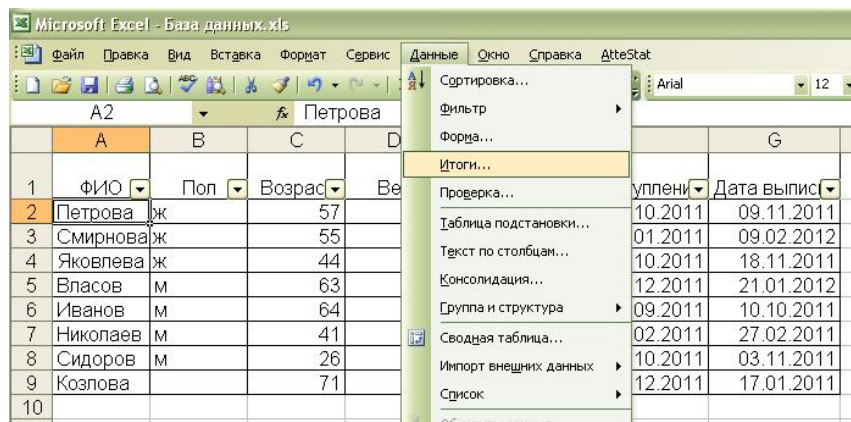 Microsoft Excel - База данных.xls
Файл Правка Вид Вставка Формат Сервис Данные Окно Справка AtteStat
Arial 12
A2 fx Петрова
A B C D G
1 ФИО Пол Возрас Ве уплени Дата выпис
2 Петрова ж 57 10.2011 09.11.2011
3 Смирнова ж 55 01.2011 09.02.2012
4 Яковлева ж 44 10.2011 18.11.2011
5 Власов м 63 12.2011 21.01.2012
6 Иванов м 64 09.2011 10.10.2011
7 Николаев м 41 02.2011 27.02.2011
8 Сидоров м 26 10.2011 03.11.2011
9 Козлова 71 12.2011 17.01.2011
10
Сортировка...
Фильтр
Форма...
Итоги...
Проверка...
Таблица подстановки...
Текст по столбцам...
Консолидация...
Группа и структура
Сводная таблица...
Импорт внешних данных
Список